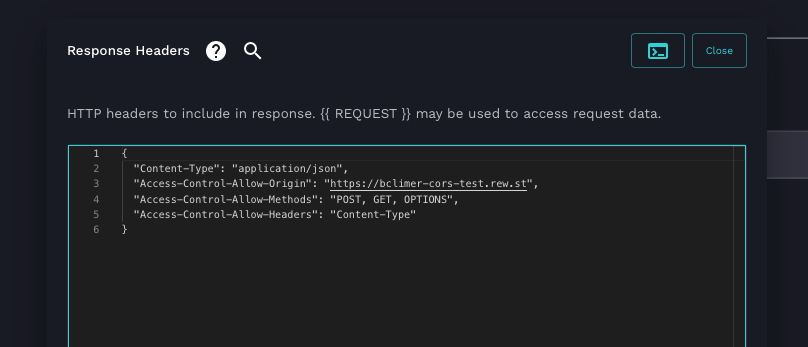 Response Headers ?
Close
HTTP headers to include in response. {{ REQUEST }} may be used to access request data.
1 {
2 "Content-Type": "application/json",
3 "Access-Control-Allow-Origin": "https://bclimer-cors-test.rew.st",
4 "Access-Control-Allow-Methods": "POST, GET, OPTIONS",
5 "Access-Control-Allow-Headers": "Content-Type"
6 }